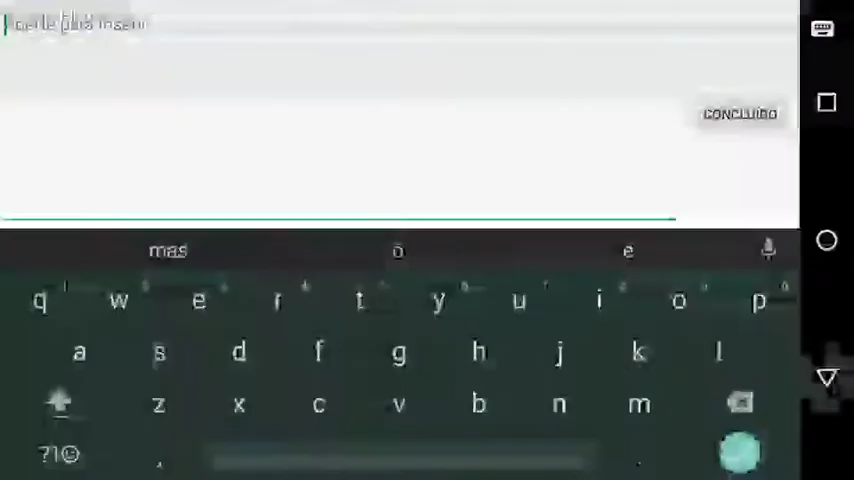 CONCLUÍDO
mas o e
q w e r t y u i o p
a s d f g h j k l
z x c v b n m
?1☺ , .